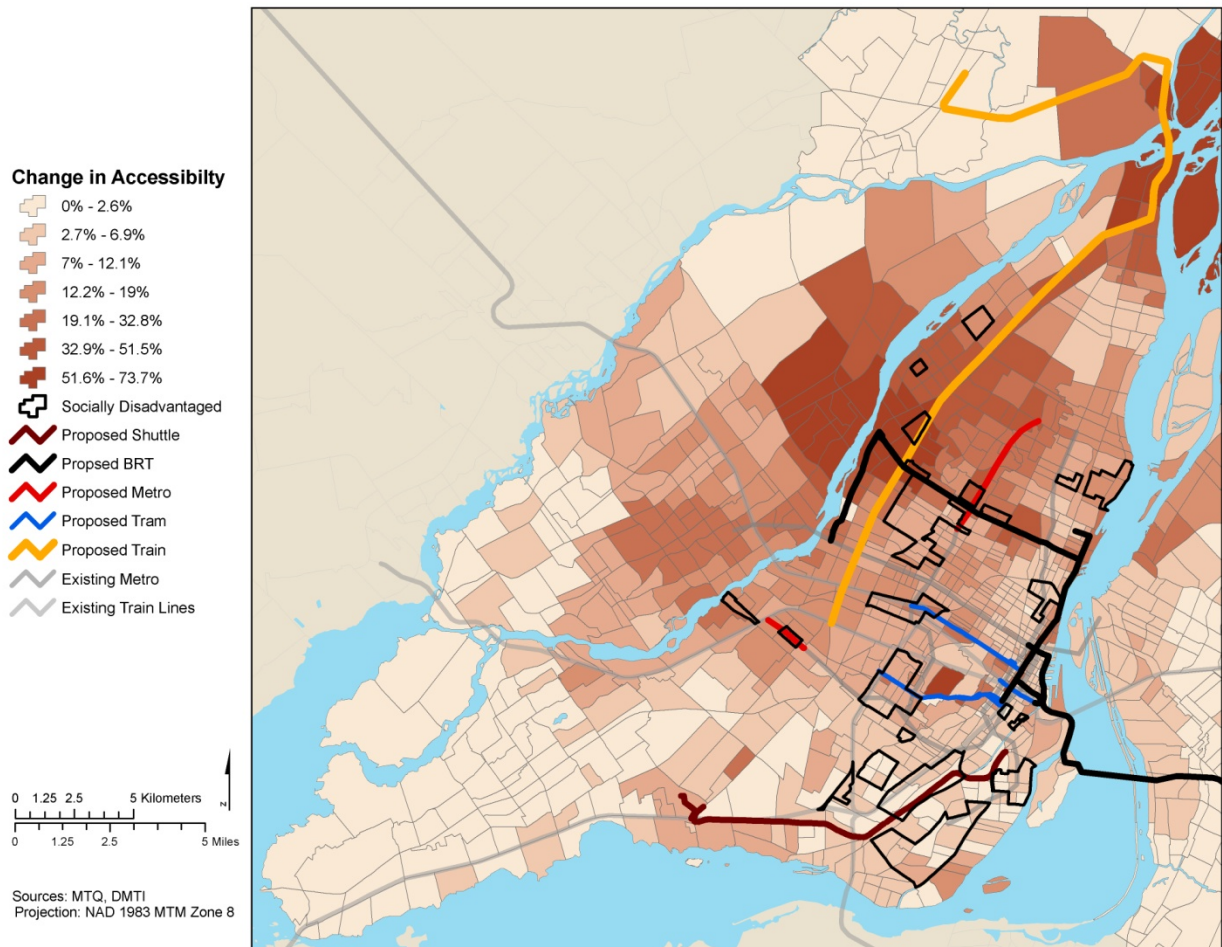 Change in Accessibilty
0% - 2.6%
2.7% - 6.9%
7% - 12.1%
12.2% - 19%
19.1% - 32.8%
32.9% - 51.5%
51.6% - 73.7%
Socially Disadvantaged
Proposed Shuttle
Propsed BRT
Proposed Metro
Proposed Tram
Proposed Train
Existing Metro
Existing Train Lines
z
0 1.25 2.5 5 Kilometers
0 1.25 2.5 5 Miles
Sources: MTQ, DMTI
Projection: NAD 1983 MTM Zone 8